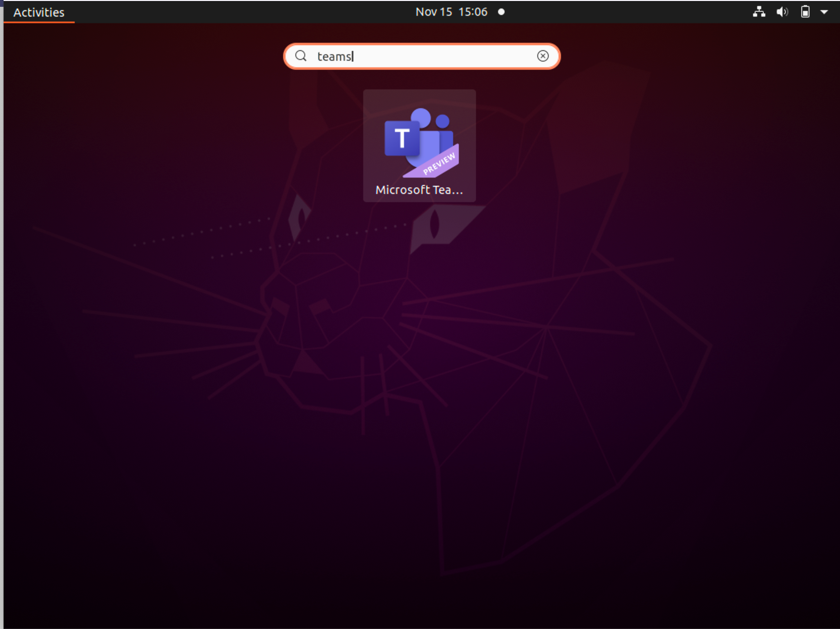 Activities
Nov 15 15:06
teams
T
PREVIEW
Microsoft Tea...